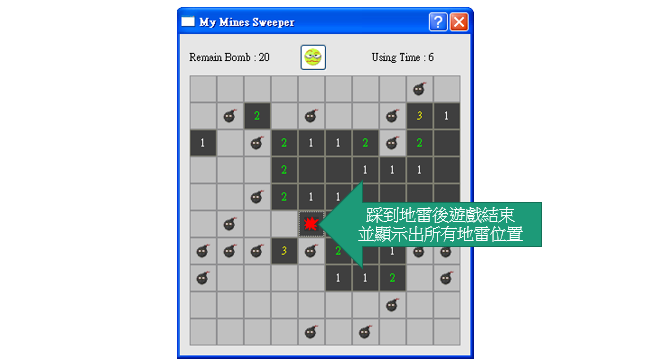 My Mines Sweeper
Remain Bomb : 20
Using Time : 6
2 3 1
1 2 1 1 2 2
2 1 1 1
2 1 1
踩到地雷後遊戲結束
並顯示出所有地雷位置
3 2 1
1 1 2